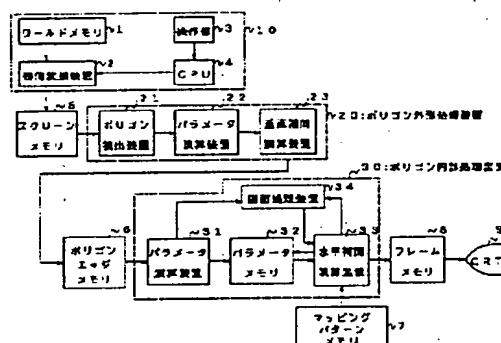 ワールドメモリ ~1
操作部 ~3
~10
~2
CPU ~4
~5
スクリーンメモリ
21
22
23
~20:ポリゴン外形処理装置
ポリゴン検出装置
パラメータ演算装置
垂直補間演算装置
~30:ポリゴン内部処理装置
~34
~6
ポリゴンエッジメモリ
~31
パラメータ演算装置
~32
パラメータメモリ
~33
水平補間演算装置
~8
フレームメモリ
9
CRT
マッピングパターンメモリ ~7